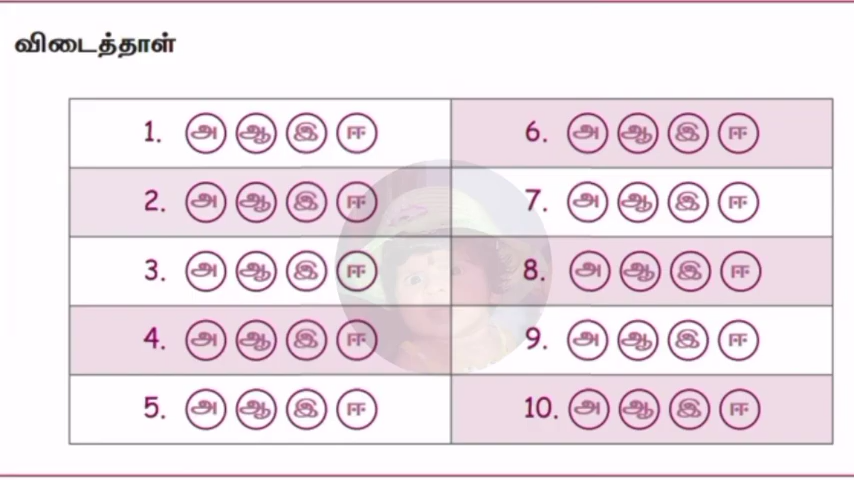 விடைத்தாள்
1. அ ஆ இ ஈ
2. அ ஆ இ ஈ
3. அ ஆ இ ஈ
4. அ ஆ இ ஈ
5. அ ஆ இ ஈ
6. அ ஆ இ ஈ
7. அ ஆ இ ஈ
8. அ ஆ இ ஈ
9. அ ஆ இ ஈ
10. அ ஆ இ ஈ